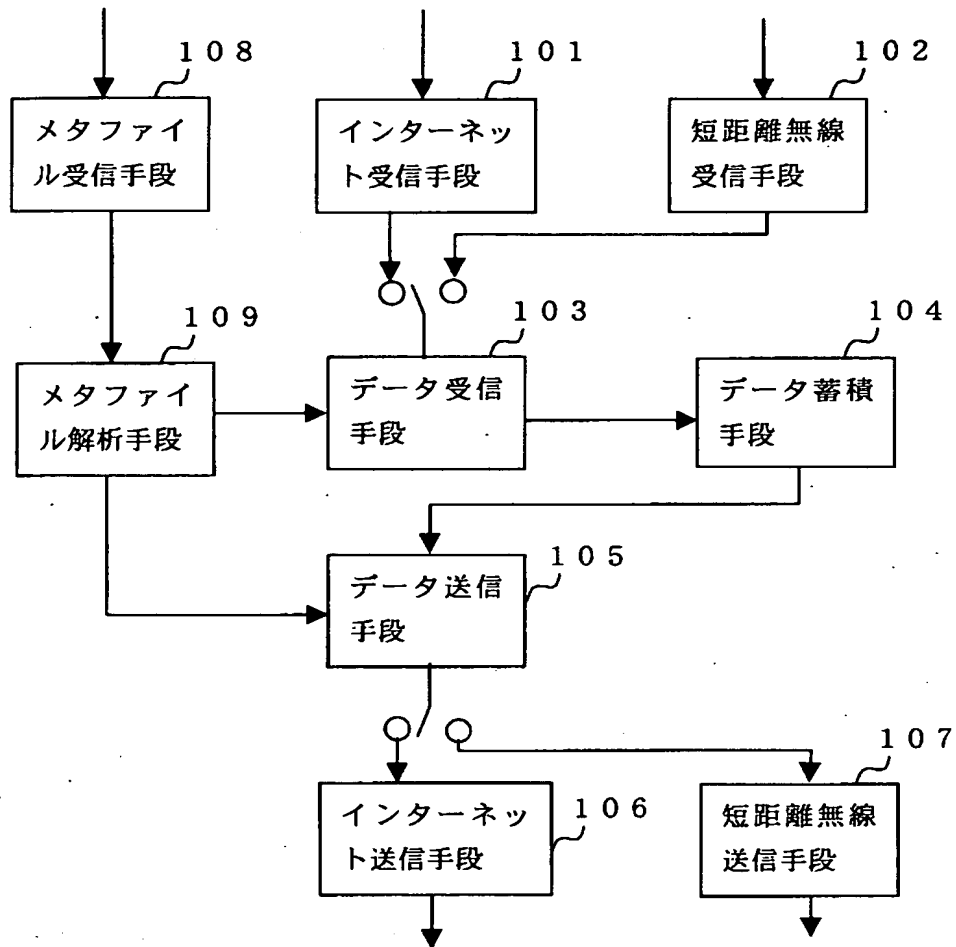 108
101
102
メタファイ
ル受信手段
インターネッ
ト受信手段
短距離無線
受信手段
109
103
104
メタファイ
ル解析手段
データ受信
手段
データ蓄積
手段
105
データ送信
手段
107
106
インターネッ
ト送信手段
短距離無線
送信手段